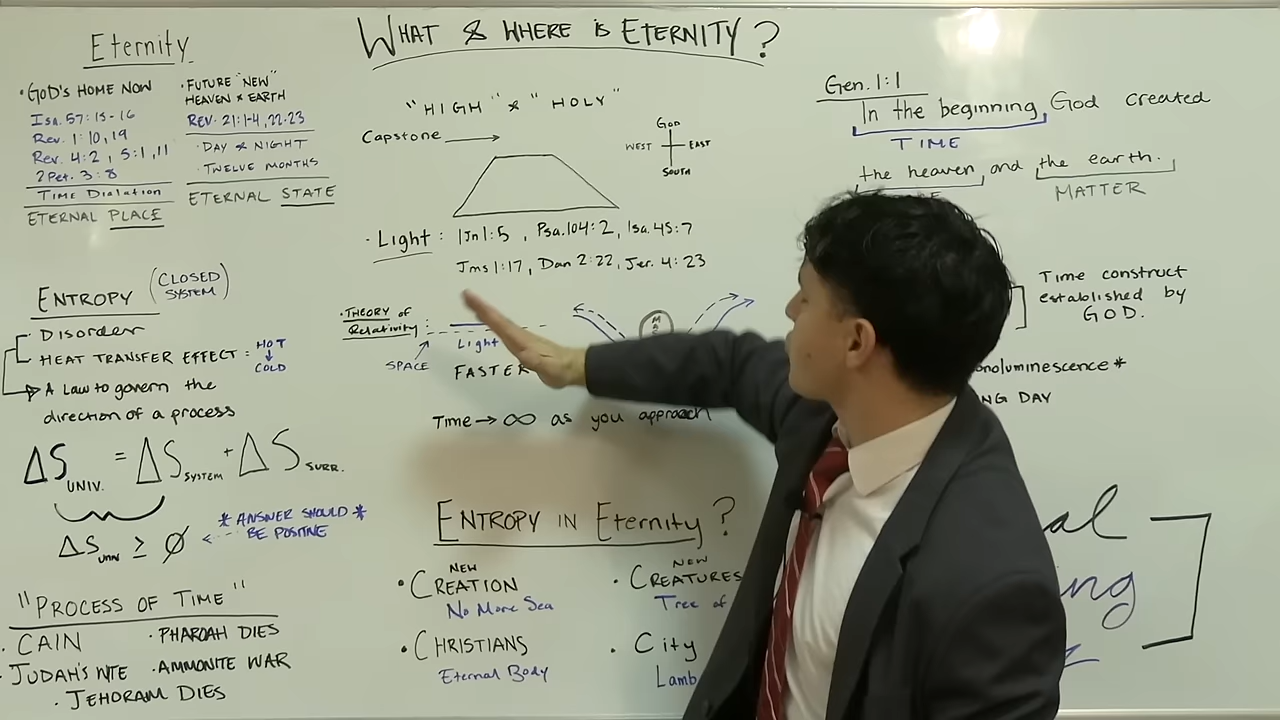 WHAT & WHERE IS ETERNITY?
Eternity
• GOD'S HOME NOW
Isa. 57:15-16
Rev. 1:10, 19
Rev. 4:2, 5:1, 11
2 Pet. 3:8
TIME DIALATION
ETERNAL PLACE
• FUTURE "NEW"
HEAVEN & EARTH
REV. 21:1-4, 22-23
• DAY & NIGHT
• TWELVE MONTHS
ETERNAL STATE
"HIGH" & "HOLY"
Capstone
God
WEST EAST
SOUTH
• Light: 1Jn 1:5, Psa. 104:2, Isa. 45:7
Jms 1:17, Dan 2:22, Jer. 4:23
• THEORY of
Relativity:
Light
SPACE
FASTER
Time → ∞ as you approach
Gen. 1:1
In the beginning, God created
TIME
the heaven, and the earth.
MATTER
Time construct
established by
GOD.
onoluminescence*
NG DAY
ENTROPY (CLOSED
SYSTEM)
Disorder
HEAT TRANSFER EFFECT: HOT
↓
COLD
A Law to govern the
direction of a process
ΔS UNIV. = ΔS SYSTEM + ΔS SURR.
ΔS UNIV ≥ Ø
* ANSWER SHOULD *
BE POSITIVE
"PROCESS OF TIME"
• CAIN
• PHAROAH DIES
• JUDAH'S WIFE
• AMMONITE WAR
• JEHORAM DIES
ENTROPY IN Eternity?
• NEW
CREATION
No More Sea
• NEW
CREATURES
Tree of
• CHRISTIANS
Eternal Body
• City
Lamb
al
ing